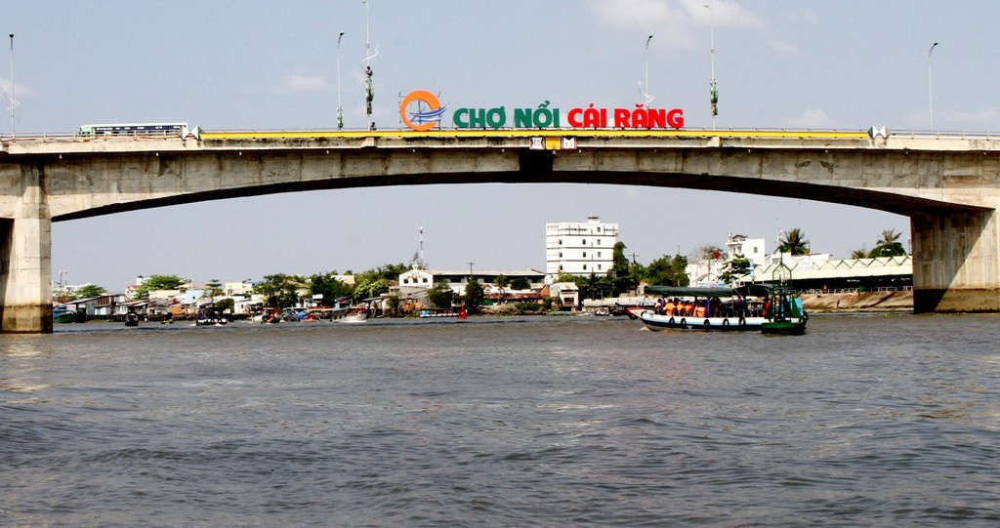 CHỢ NỔI CÁI RĂNG